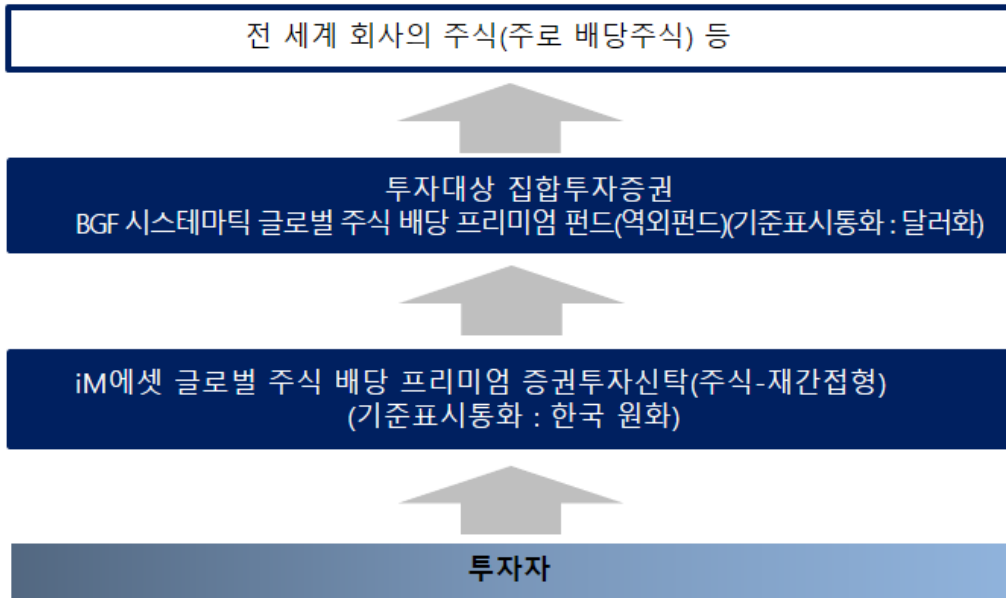 전 세계 회사의 주식(주로 배당주식) 등
투자대상 집합투자증권
BGF 시스테마틱 글로벌 주식 배당 프리미엄 펀드(역외펀드)(기준표시통화 : 달러화)
iM에셋 글로벌 주식 배당 프리미엄 증권투자신탁(주식-재간접형)
(기준표시통화 : 한국 원화)
투자자